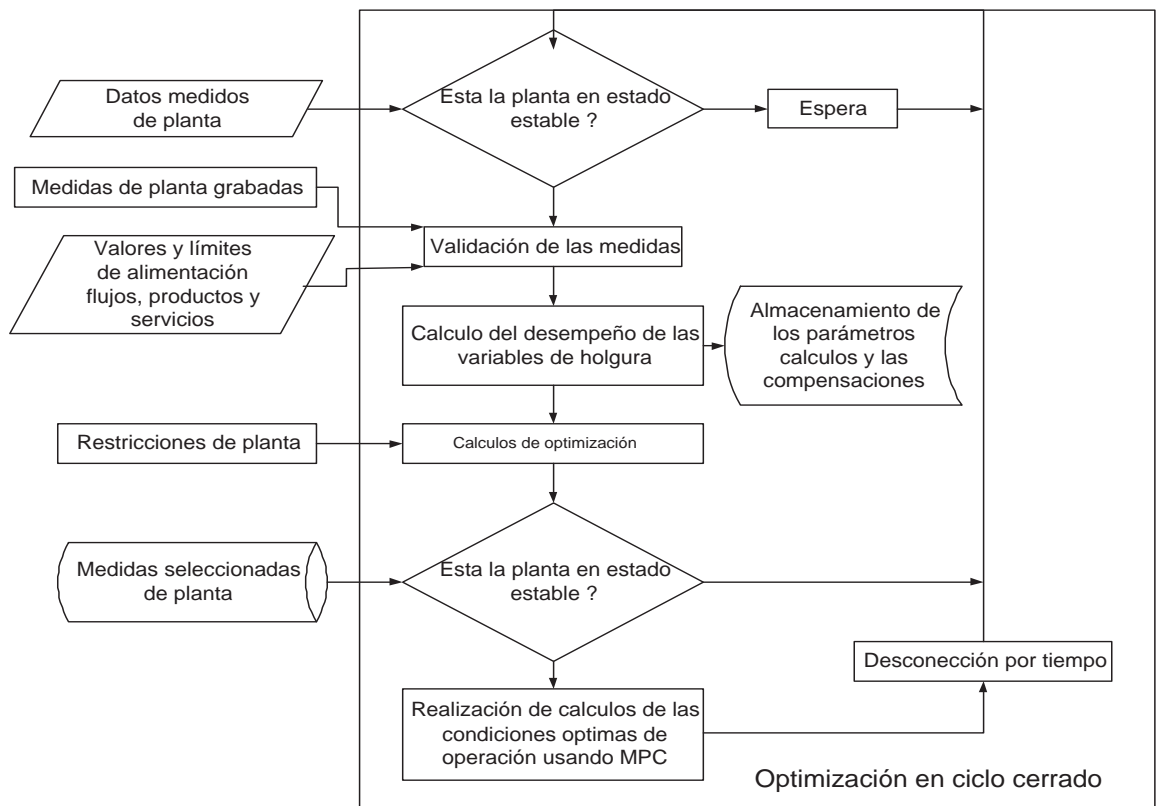 Datos medidos
de planta
Esta la planta en estado
estable ?
Espera
Medidas de planta grabadas
Validación de las medidas
Valores y límites
de alimentación
flujos, productos y
servicios
Calculo del desempeño de las
variables de holgura
Almacenamiento de
los parámetros
calculos y las
compensaciones
Restricciones de planta
Calculos de optimización
Medidas seleccionadas
de planta
Esta la planta en estado
estable ?
Desconección por tiempo
Realización de calculos de las
condiciones optimas de
operación usando MPC
Optimización en ciclo cerrado